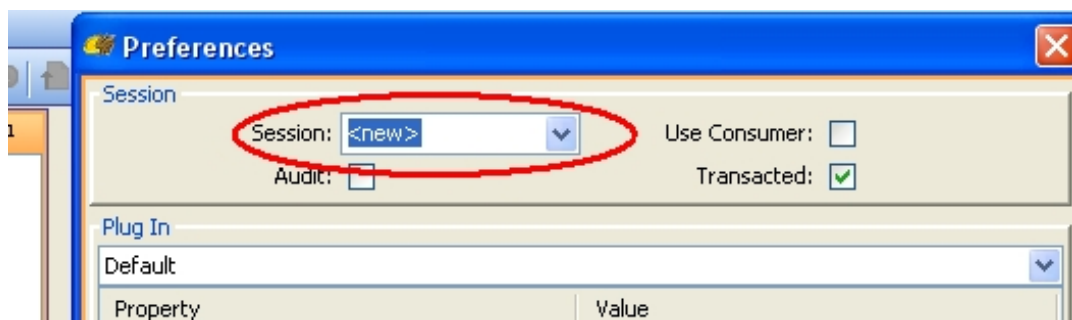 Preferences
Session
Session: <new> Use Consumer:
Audit: Transacted:
Plug In
Default
Property Value